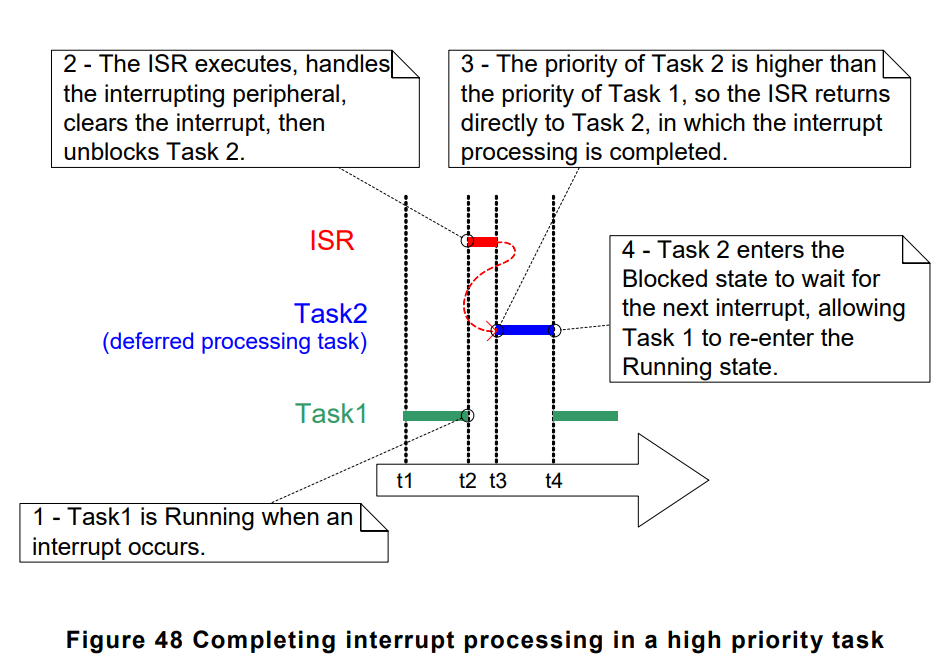 2 - The ISR executes, handles
the interrupting peripheral,
clears the interrupt, then
unblocks Task 2.
3 - The priority of Task 2 is higher than
the priority of Task 1, so the ISR returns
directly to Task 2, in which the interrupt
processing is completed.
ISR
4 - Task 2 enters the
Blocked state to wait for
the next interrupt, allowing
Task 1 to re-enter the
Running state.
Task2
(deferred processing task)
Task1
t1 t2 t3 t4
1 - Task1 is Running when an
interrupt occurs.
Figure 48 Completing interrupt processing in a high priority task